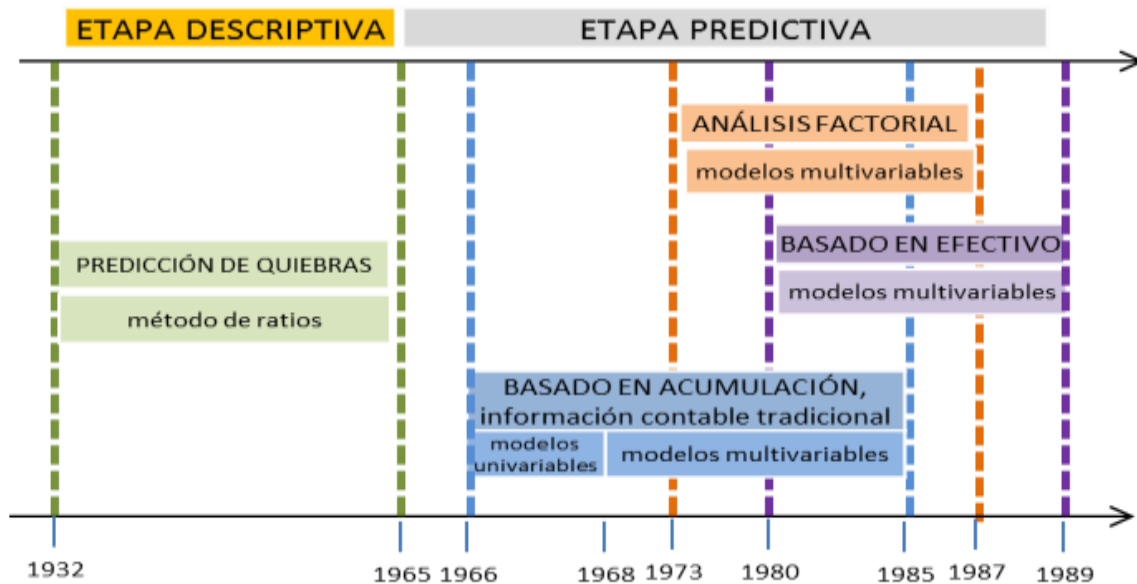 ETAPA DESCRIPTIVA
ETAPA PREDICTIVA
ANÁLISIS FACTORIAL
modelos multivariables
BASADO EN EFECTIVO
modelos multivariables
PREDICCIÓN DE QUIEBRAS
método de ratios
BASADO EN ACUMULACIÓN,
información contable tradicional
modelos
univariables
modelos multivariables
1932
1965
1966
1968
1973
1980
1985
1987
1989